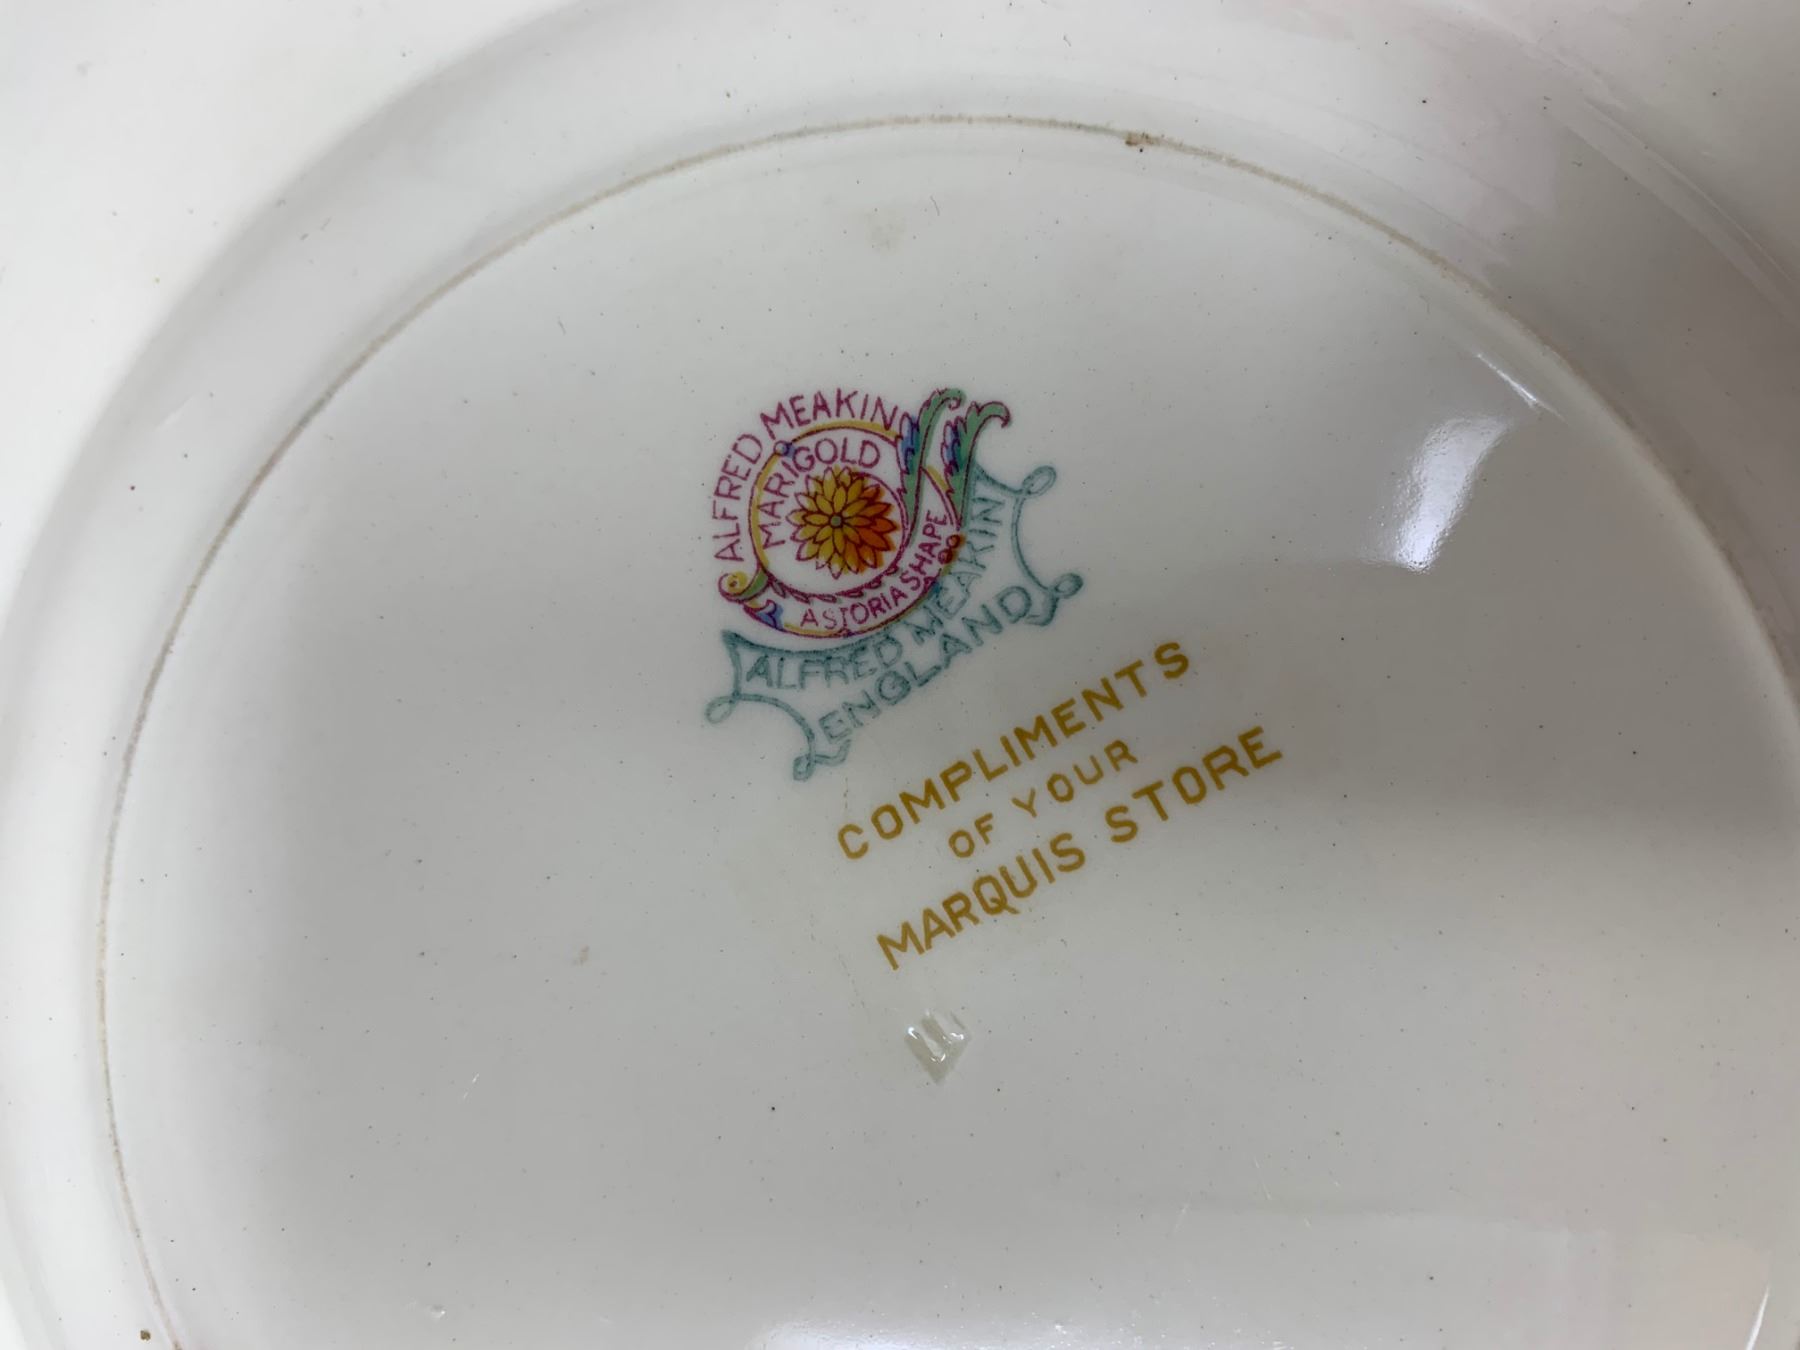 ALFRED MEAKIN
MARIGOLD
ASTORIA SHAPE
ALFRED MEAKIN
ENGLAND
COMPLIMENTS
OF YOUR
MARQUIS STORE